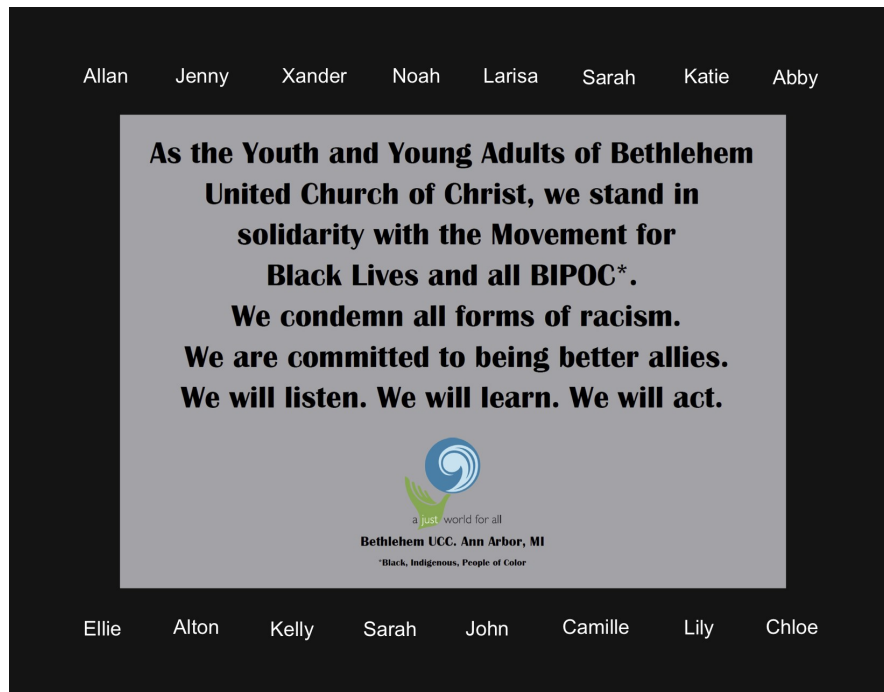 Allan Jenny Xander Noah Larisa Sarah Katie Abby
As the Youth and Young Adults of Bethlehem
United Church of Christ, we stand in
solidarity with the Movement for
Black Lives and all BIPOC*.
We condemn all forms of racism.
We are committed to being better allies.
We will listen. We will learn. We will act.
a just world for all
Bethlehem UCC. Ann Arbor, MI
*Black, Indigenous, People of Color
Ellie Alton Kelly Sarah John Camille Lily Chloe